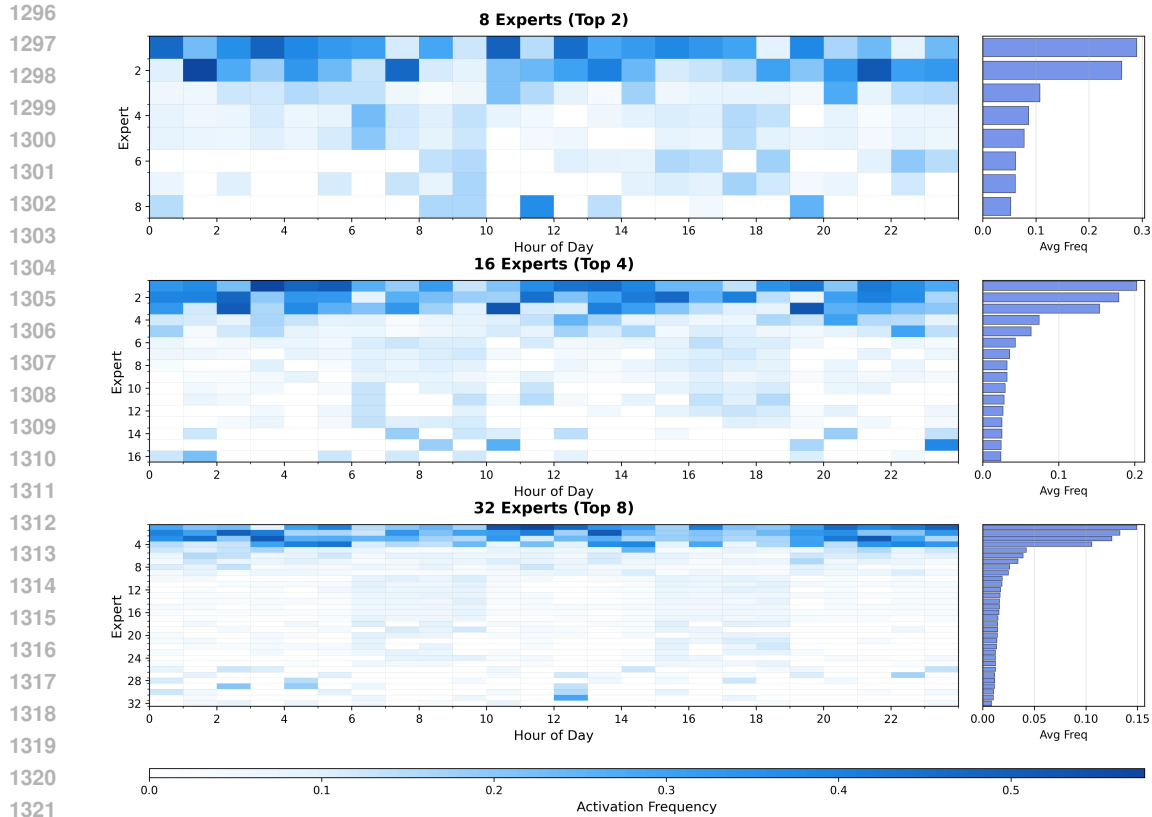 1296
8 Experts (Top 2)
1297
1298
1299
1300
1301
1302
1303
1304
1305
1306
1307
1308
1309
1310
1311
1312
1313
1314
1315
1316
1317
1318
1319
1320
1321
Expert
2
4
6
8
0 2 4 6 8 10 12 14 16 18 20 22
Hour of Day
0.0 0.1 0.2 0.3
Avg Freq
16 Experts (Top 4)
Expert
2
4
6
8
10
12
14
16
0 2 4 6 8 10 12 14 16 18 20 22
Hour of Day
0.0 0.1 0.2
Avg Freq
32 Experts (Top 8)
Expert
4
8
12
16
20
24
28
32
0 2 4 6 8 10 12 14 16 18 20 22
Hour of Day
0.00 0.05 0.10 0.15
Avg Freq
0.0 0.1 0.2 0.3 0.4 0.5
Activation Frequency